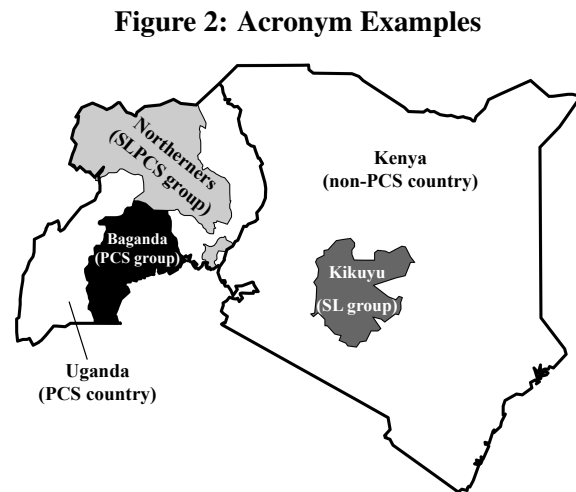 Figure 2: Acronym Examples
Northerners
(SLPCS group)
Kenya
(non-PCS country)
Baganda
(PCS group)
Kikuyu
(SL group)
Uganda
(PCS country)